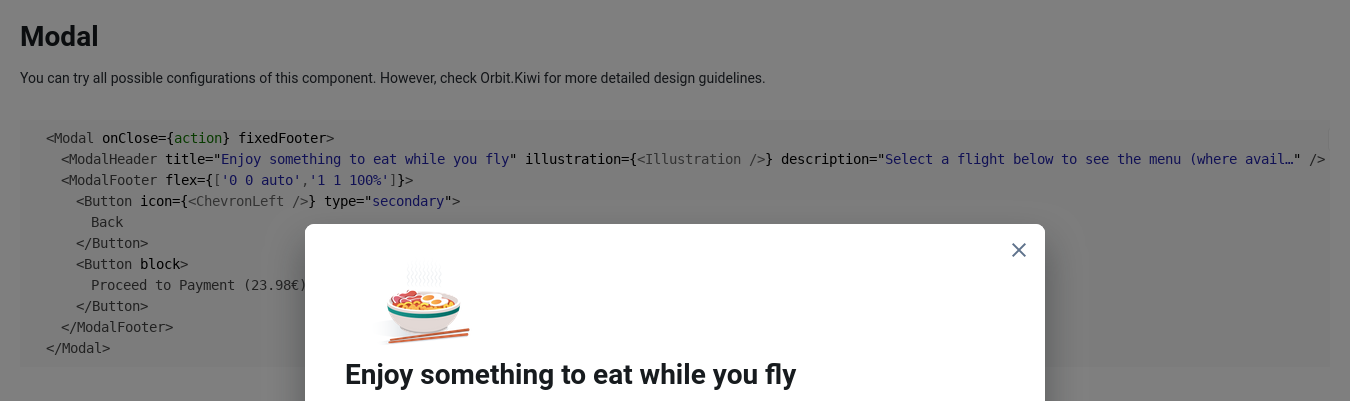 Modal
You can try all possible configurations of this component. However, check Orbit.Kiwi for more detailed design guidelines.
<Modal onClose={action} fixedFooter>
<ModalHeader title="Enjoy something to eat while you fly" illustration={<Illustration />} description="Select a flight below to see the menu (where avail…" />
<ModalFooter flex={['0 0 auto','1 1 100%']}>
<Button icon={<ChevronLeft />} type="secondary">
Back
</Button>
<Button block>
Proceed to Payment (23.98€)
</Button>
</ModalFooter>
</Modal>
Enjoy something to eat while you fly